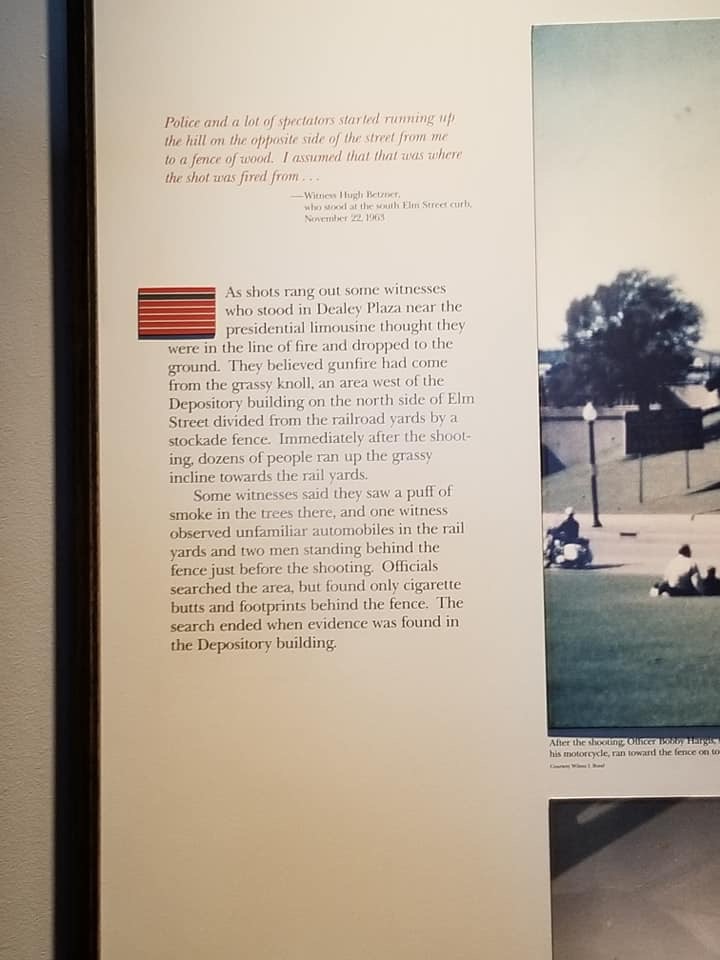 Police and a lot of spectators started running up
the hill on the opposite side of the street from me
to a fence of wood. I assumed that that was where
the shot was fired from . . .
—Witness Hugh Betzner,
who stood at the south Elm Street curb,
November 22, 1963
As shots rang out some witnesses
who stood in Dealey Plaza near the
presidential limousine thought they
were in the line of fire and dropped to the
ground. They believed gunfire had come
from the grassy knoll, an area west of the
Depository building on the north side of Elm
Street divided from the railroad yards by a
stockade fence. Immediately after the shoot-
ing, dozens of people ran up the grassy
incline towards the rail yards.
Some witnesses said they saw a puff of
smoke in the trees there, and one witness
observed unfamiliar automobiles in the rail
yards and two men standing behind the
fence just before the shooting. Officials
searched the area, but found only cigarette
butts and footprints behind the fence. The
search ended when evidence was found in
the Depository building.
After the shooting, Officer Bobby Hargis,
his motorcycle, ran toward the fence on to
Courtesy Wilma I. Bond